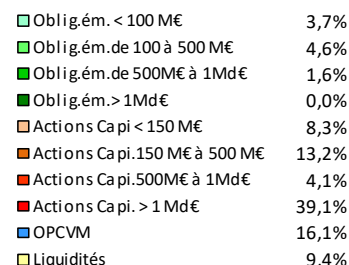 Oblig.ém. < 100 M€ 3,7%
Oblig.ém.de 100 à 500 M€ 4,6%
Oblig.ém.de 500M€ à 1Md€ 1,6%
Oblig.ém.> 1Md€ 0,0%
Actions Capi < 150 M€ 8,3%
Actions Capi.150 M€ à 500 M€ 13,2%
Actions Capi.500M€ à 1Md€ 4,1%
Actions Capi. > 1 Md€ 39,1%
OPCVM 16,1%
Liquidités 9,4%